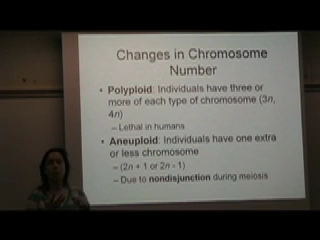 Changes in Chromosome
Number
• Polyploid: Individuals have three or
more of each type of chromosome (3n,
4n)
– Lethal in humans
• Aneuploid: Individuals have one extra
or less chromosome
– (2n + 1 or 2n - 1)
– Due to nondisjunction during meiosis